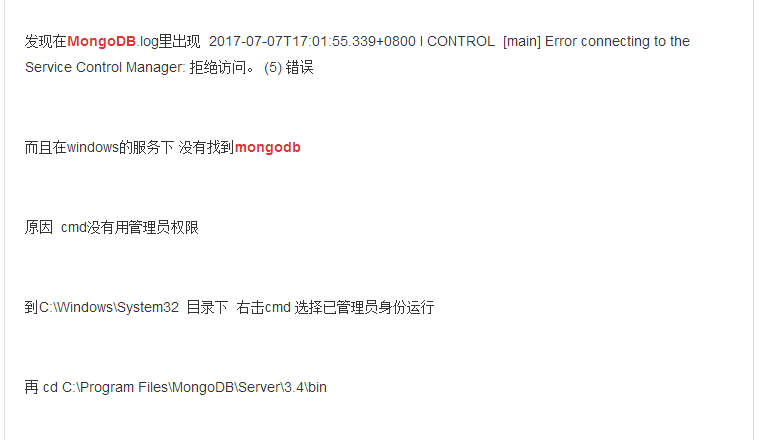 发现在MongoDB.log里出现  2017-07-07T17:01:55.339+0800 I CONTROL  [main] Error connecting to the
Service Control Manager: 拒绝访问。 (5) 错误
而且在windows的服务下 没有找到mongodb
原因  cmd没有用管理员权限
到C:\Windows\System32  目录下  右击cmd 选择已管理员身份运行
再 cd C:\Program Files\MongoDB\Server\3.4\bin